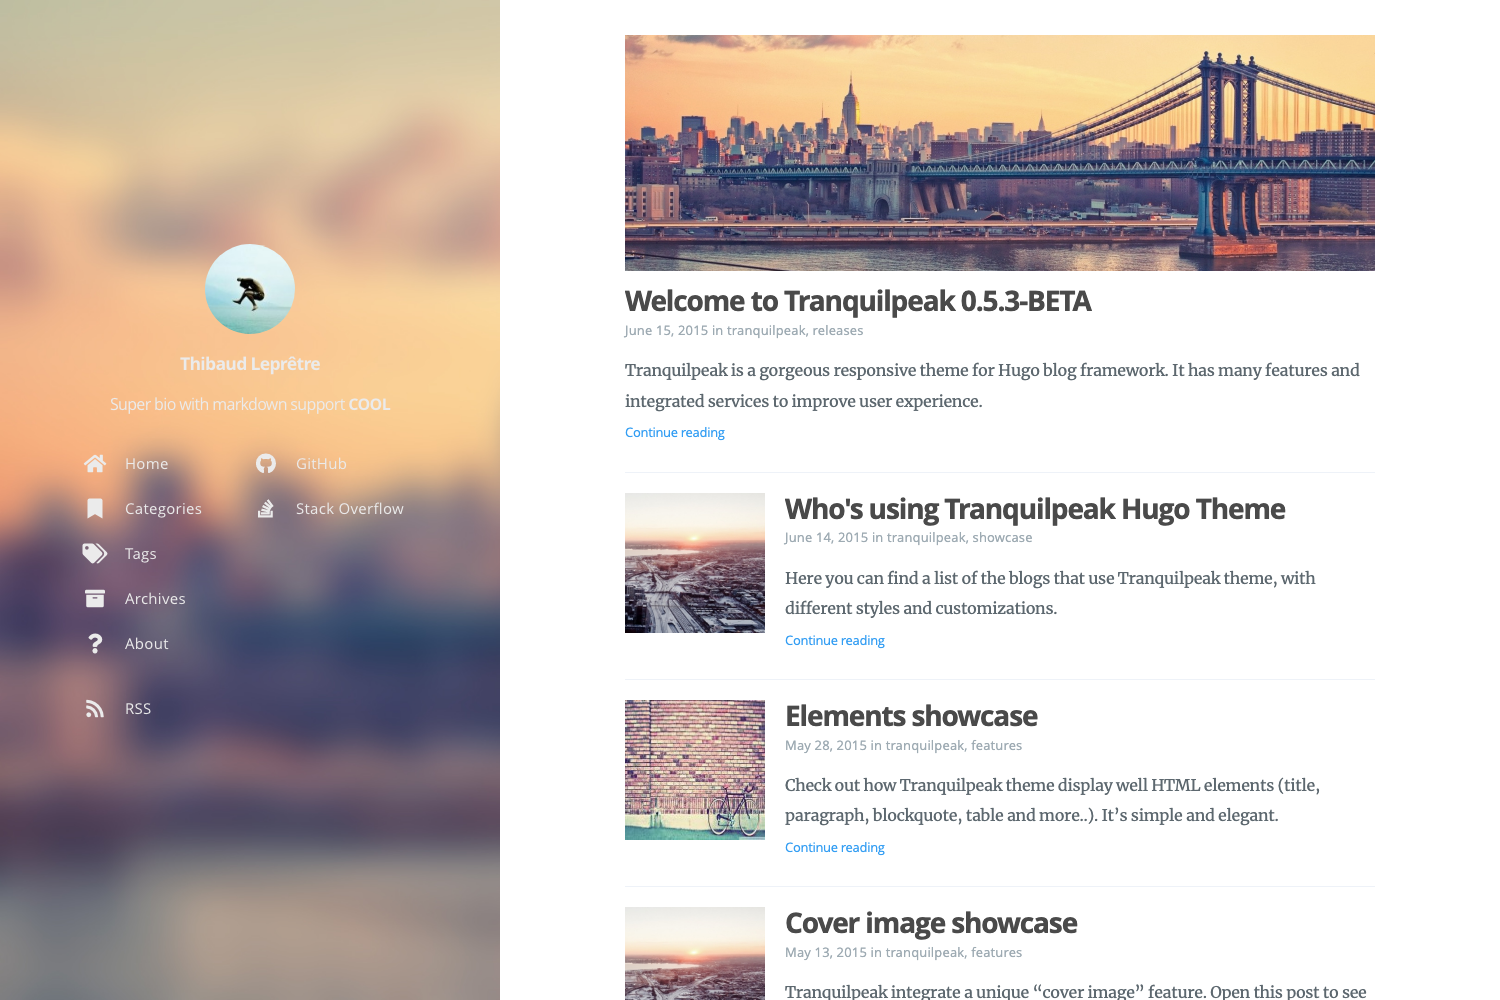 Thibaud Leprêtre
Super bio with markdown support COOL
Home
Categories
Tags
Archives
About
RSS
GitHub
Stack Overflow
Welcome to Tranquilpeak 0.5.3-BETA
June 15, 2015 in tranquilpeak, releases
Tranquilpeak is a gorgeous responsive theme for Hugo blog framework. It has many features and
integrated services to improve user experience.
Continue reading
Who's using Tranquilpeak Hugo Theme
June 14, 2015 in tranquilpeak, showcase
Here you can find a list of the blogs that use Tranquilpeak theme, with
different styles and customizations.
Continue reading
Elements showcase
May 28, 2015 in tranquilpeak, features
Check out how Tranquilpeak theme display well HTML elements (title,
paragraph, blockquote, table and more..). It’s simple and elegant.
Continue reading
Cover image showcase
May 13, 2015 in tranquilpeak, features
Tranquilpeak integrate a unique “cover image” feature. Open this post to see